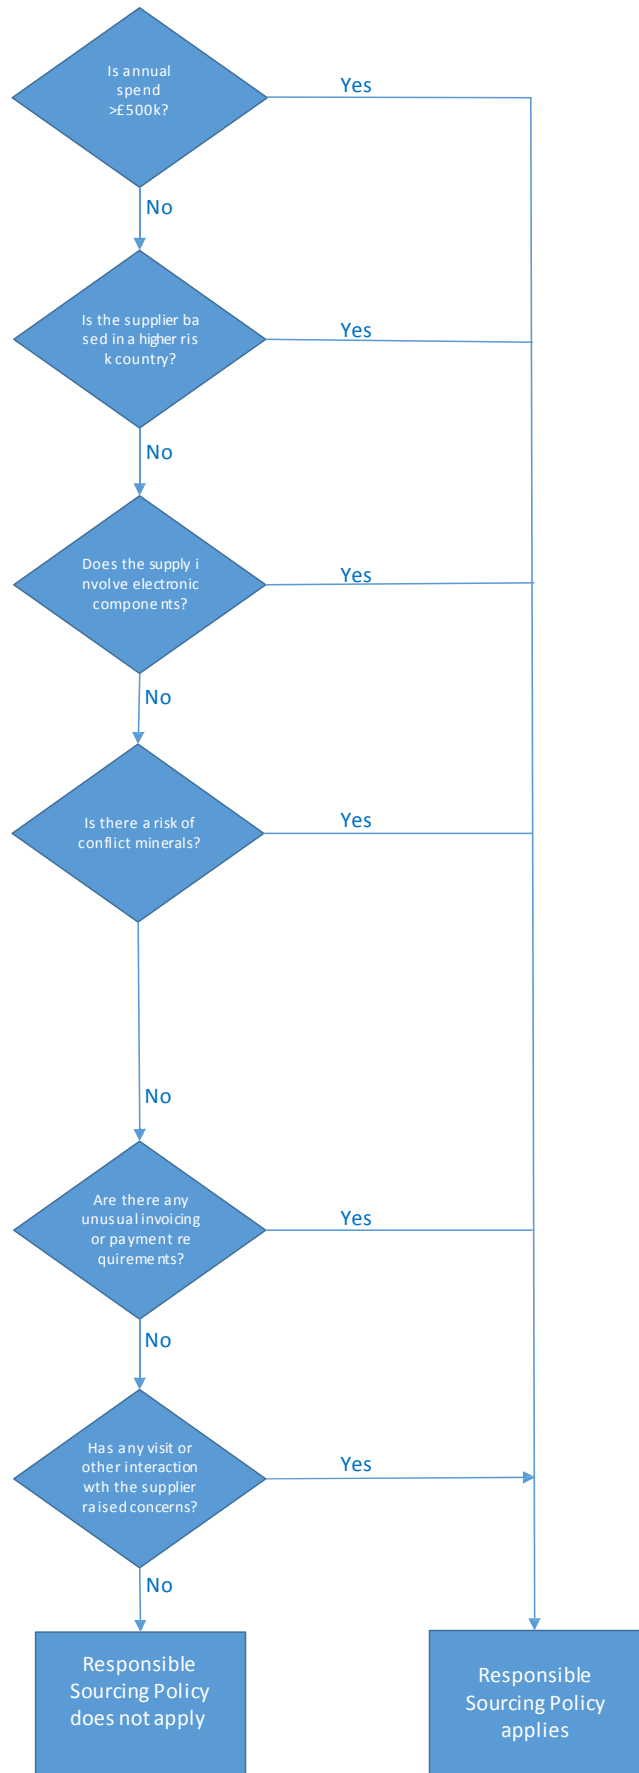 Is annual
spend
>£500k?
Yes
No
Is the supplier ba
sed in a higher ris
k country?
Yes
No
Does the supply i
nvolve electronic
components?
Yes
No
Is there a risk of
conflict minerals?
Yes
No
Are there any
unusual invoicing
or payment re
quirements?
Yes
No
Has any visit or
other interaction
wth the supplier
raised concerns?
Yes
No
Responsible
Sourcing Policy
does not apply
Responsible
Sourcing Policy
applies